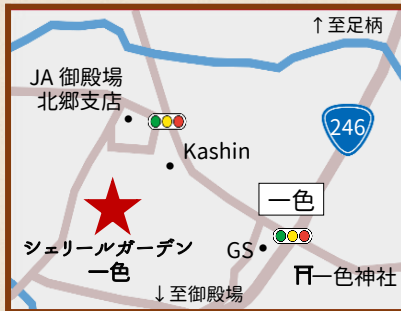 ↑至足柄
JA 御殿場
北郷支店
246
Kashin
一色
シェリールガーデン
一色
GS
一色神社
↓至御殿場